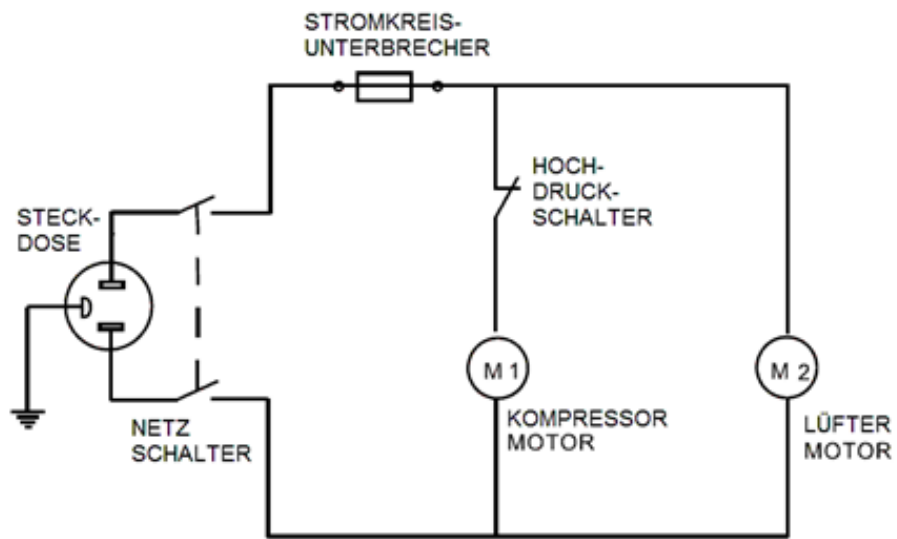 STROMKREIS-
UNTERBRECHER
HOCH-
DRUCK-
SCHALTER
STECK-
DOSE
M 1
M 2
KOMPRESSOR
MOTOR
LÜFTER
MOTOR
NETZ
SCHALTER